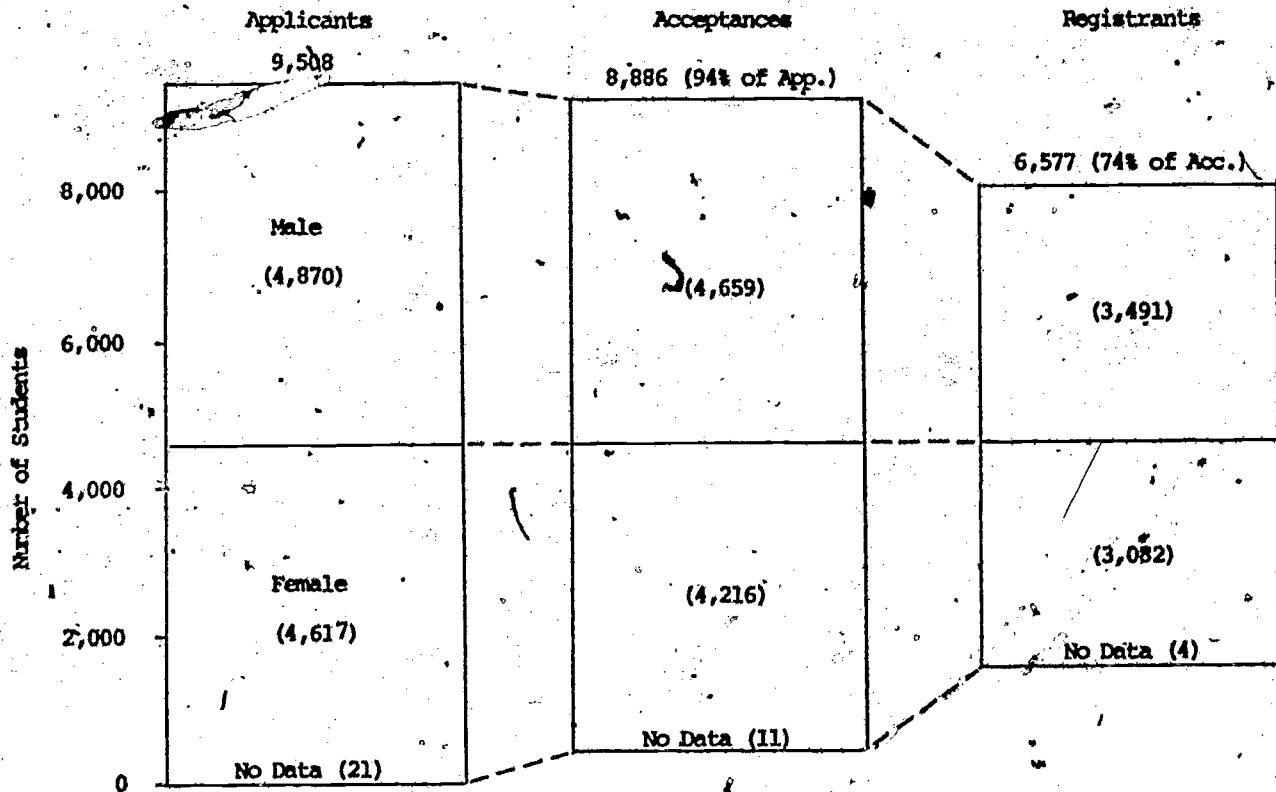 Applicants Acceptances Registrants
9,508
8,886 (94% of App.)
6,577 (74% of Acc.)
8,000
Male
(4,870)
(4,659)
(3,491)
6,000
Number of Students
4,000
(3,082)
Female
(4,216)
(4,617)
2,000
No Data (4)
No Data (11)
No Data (21)
0